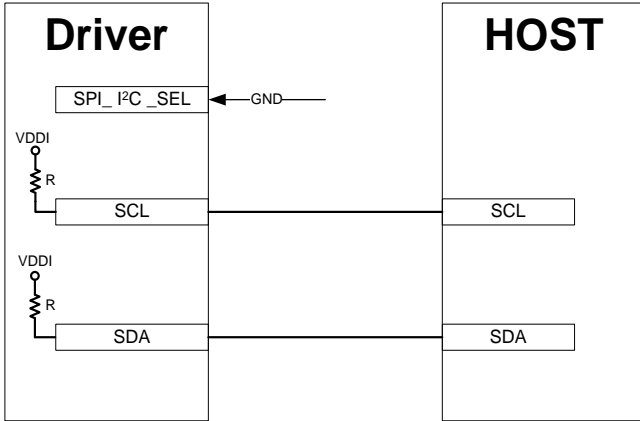 Driver
HOST
SPI_ I²C _SEL
GND
VDDI
R
SCL
SCL
VDDI
R
SDA
SDA